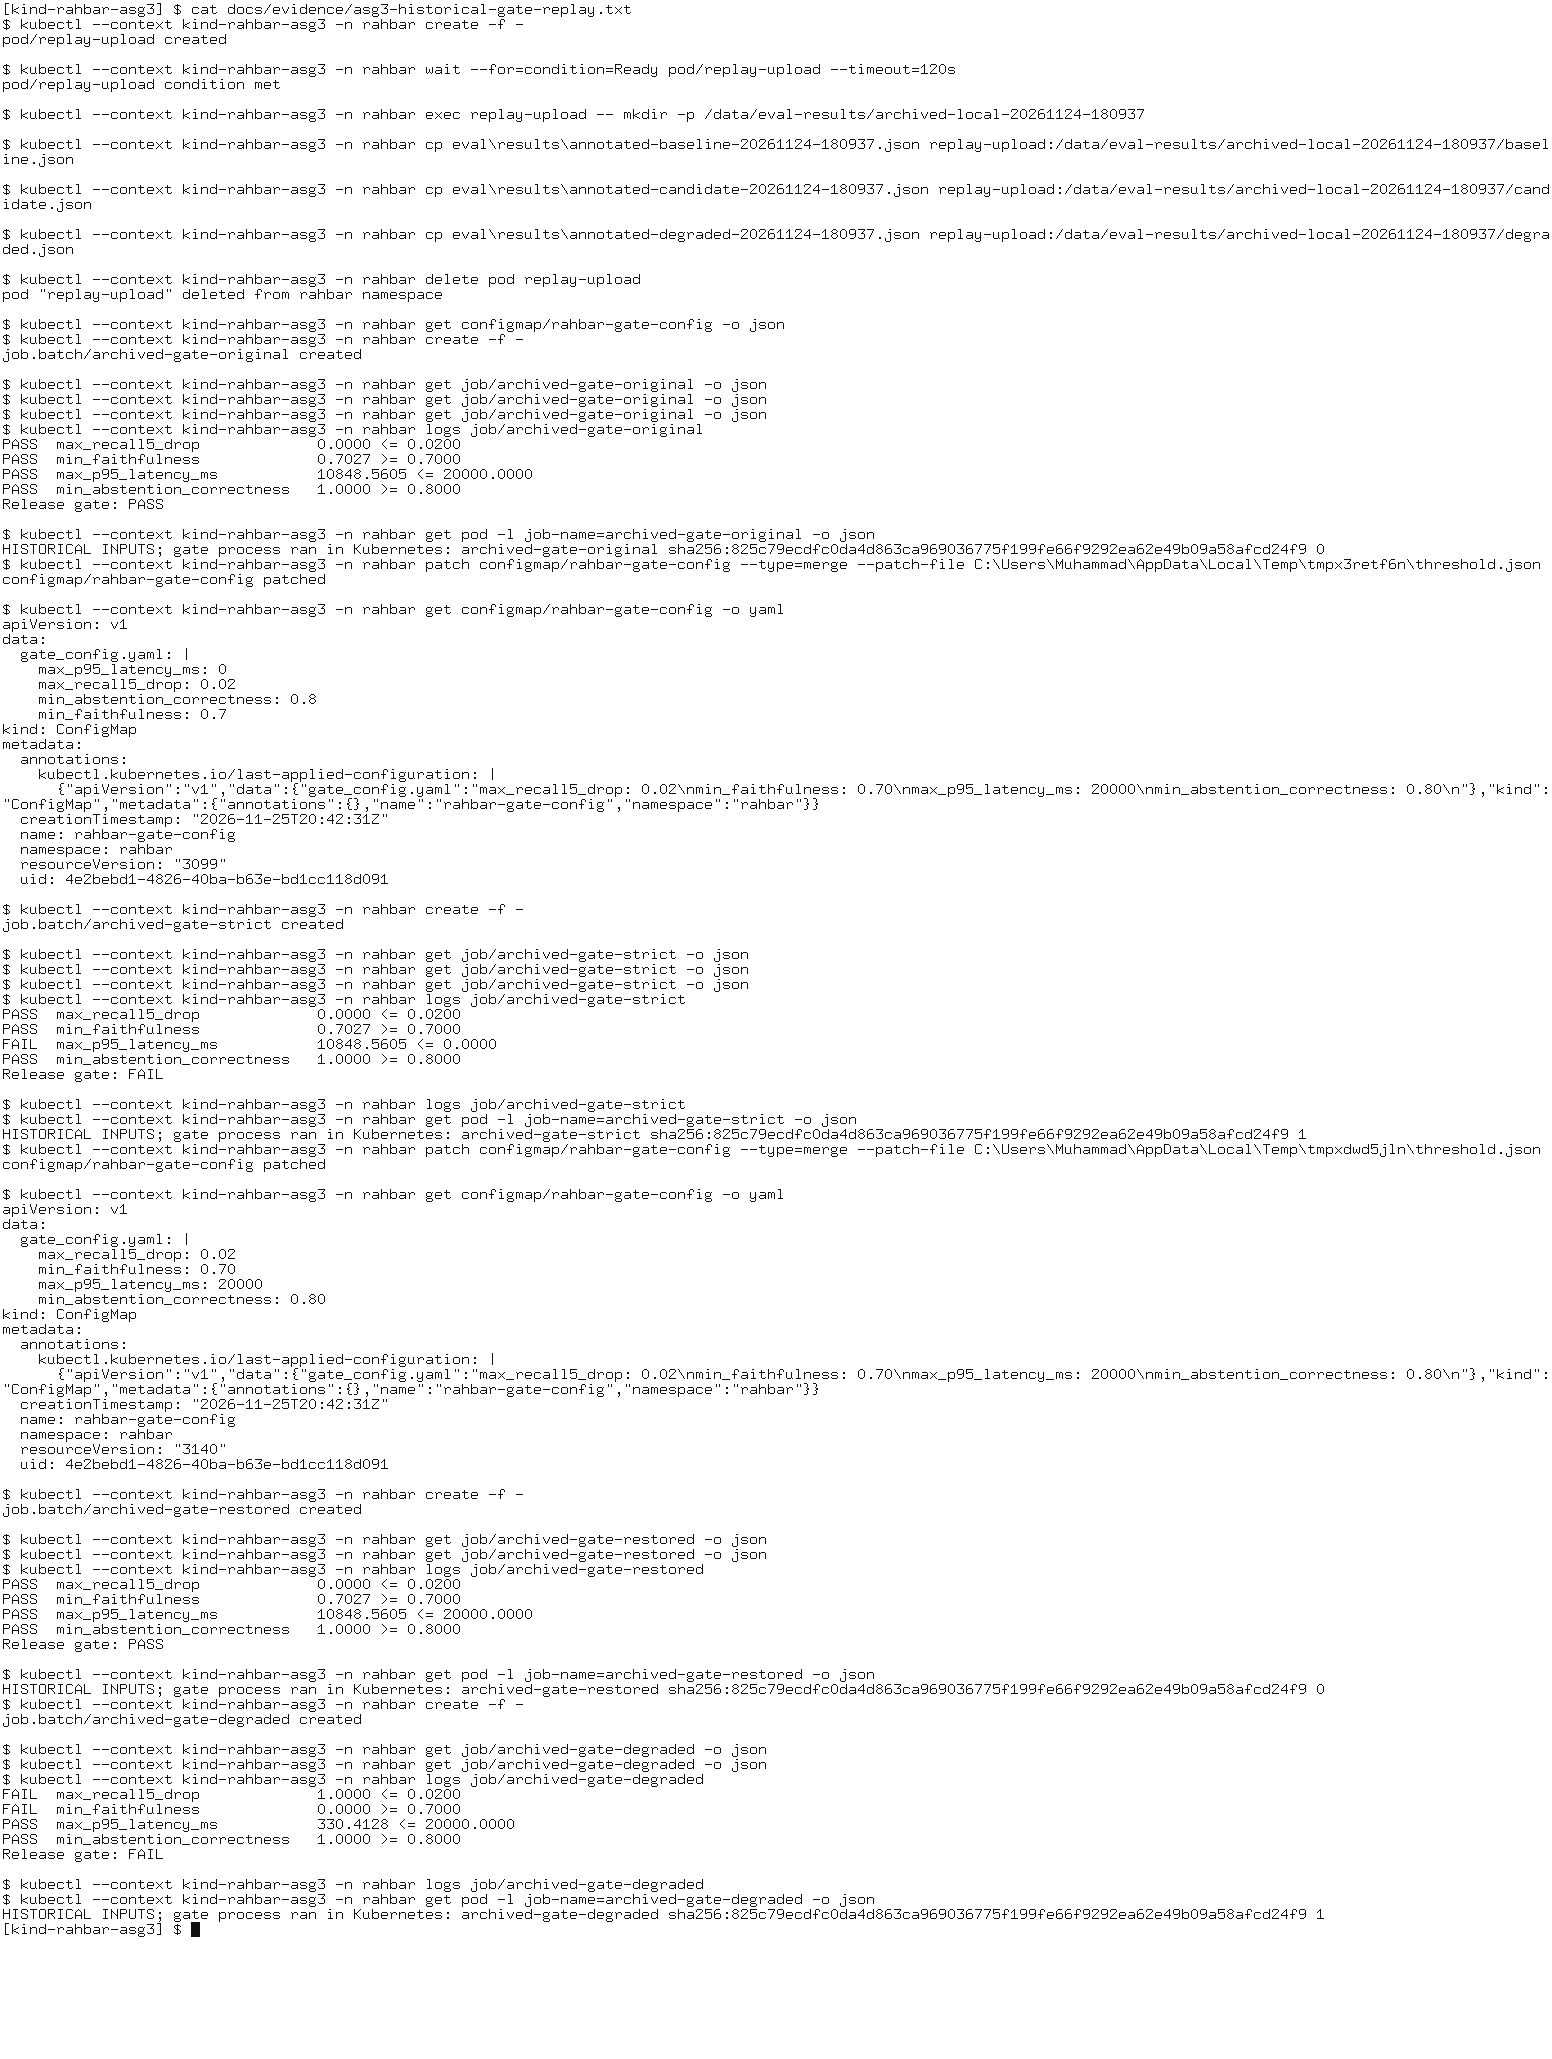 [kind-rahbar-asg3] $ cat docs/evidence/asg3-historical-gate-replay.txt
$ kubectl --context kind-rahbar-asg3 -n rahbar create -f -
pod/replay-upload created

$ kubectl --context kind-rahbar-asg3 -n rahbar wait --for=condition=Ready pod/replay-upload --timeout=120s
pod/replay-upload condition met

$ kubectl --context kind-rahbar-asg3 -n rahbar exec replay-upload -- mkdir -p /data/eval-results/archived-local-20261124-180937

$ kubectl --context kind-rahbar-asg3 -n rahbar cp eval\results\annotated-baseline-20261124-180937.json replay-upload:/data/eval-results/archived-local-20261124-180937/basel
ine.json

$ kubectl --context kind-rahbar-asg3 -n rahbar cp eval\results\annotated-candidate-20261124-180937.json replay-upload:/data/eval-results/archived-local-20261124-180937/cand
idate.json

$ kubectl --context kind-rahbar-asg3 -n rahbar cp eval\results\annotated-degraded-20261124-180937.json replay-upload:/data/eval-results/archived-local-20261124-180937/degra
ded.json

$ kubectl --context kind-rahbar-asg3 -n rahbar delete pod replay-upload
pod "replay-upload" deleted from rahbar namespace

$ kubectl --context kind-rahbar-asg3 -n rahbar get configmap/rahbar-gate-config -o json
$ kubectl --context kind-rahbar-asg3 -n rahbar create -f -
job.batch/archived-gate-original created

$ kubectl --context kind-rahbar-asg3 -n rahbar get job/archived-gate-original -o json
$ kubectl --context kind-rahbar-asg3 -n rahbar get job/archived-gate-original -o json
$ kubectl --context kind-rahbar-asg3 -n rahbar get job/archived-gate-original -o json
$ kubectl --context kind-rahbar-asg3 -n rahbar logs job/archived-gate-original
PASS  max_recall5_drop             0.0000 <= 0.0200
PASS  min_faithfulness             0.7027 >= 0.7000
PASS  max_p95_latency_ms           10848.5605 <= 20000.0000
PASS  min_abstention_correctness   1.0000 >= 0.8000
Release gate: PASS

$ kubectl --context kind-rahbar-asg3 -n rahbar get pod -l job-name=archived-gate-original -o json
HISTORICAL INPUTS; gate process ran in Kubernetes: archived-gate-original sha256:825c79ecdfc0da4d863ca969036775f199fe66f9292ea62e49b09a58afcd24f9 0
$ kubectl --context kind-rahbar-asg3 -n rahbar patch configmap/rahbar-gate-config --type=merge --patch-file C:\Users\Muhammad\AppData\Local\Temp\tmpx3retf6n\threshold.json
configmap/rahbar-gate-config patched

$ kubectl --context kind-rahbar-asg3 -n rahbar get configmap/rahbar-gate-config -o yaml
apiVersion: v1
data:
  gate_config.yaml: |
    max_p95_latency_ms: 0
    max_recall5_drop: 0.02
    min_abstention_correctness: 0.8
    min_faithfulness: 0.7
kind: ConfigMap
metadata:
  annotations:
    kubectl.kubernetes.io/last-applied-configuration: |
      {"apiVersion":"v1","data":{"gate_config.yaml":"max_recall5_drop: 0.02\nmin_faithfulness: 0.70\nmax_p95_latency_ms: 20000\nmin_abstention_correctness: 0.80\n"},"kind":
"ConfigMap","metadata":{"annotations":{},"name":"rahbar-gate-config","namespace":"rahbar"}}
  creationTimestamp: "2026-11-25T20:42:31Z"
  name: rahbar-gate-config
  namespace: rahbar
  resourceVersion: "3099"
  uid: 4e2bebd1-4826-40ba-b63e-bd1cc118d091

$ kubectl --context kind-rahbar-asg3 -n rahbar create -f -
job.batch/archived-gate-strict created

$ kubectl --context kind-rahbar-asg3 -n rahbar get job/archived-gate-strict -o json
$ kubectl --context kind-rahbar-asg3 -n rahbar get job/archived-gate-strict -o json
$ kubectl --context kind-rahbar-asg3 -n rahbar get job/archived-gate-strict -o json
$ kubectl --context kind-rahbar-asg3 -n rahbar logs job/archived-gate-strict
PASS  max_recall5_drop             0.0000 <= 0.0200
PASS  min_faithfulness             0.7027 >= 0.7000
FAIL  max_p95_latency_ms           10848.5605 <= 0.0000
PASS  min_abstention_correctness   1.0000 >= 0.8000
Release gate: FAIL

$ kubectl --context kind-rahbar-asg3 -n rahbar logs job/archived-gate-strict
$ kubectl --context kind-rahbar-asg3 -n rahbar get pod -l job-name=archived-gate-strict -o json
HISTORICAL INPUTS; gate process ran in Kubernetes: archived-gate-strict sha256:825c79ecdfc0da4d863ca969036775f199fe66f9292ea62e49b09a58afcd24f9 1
$ kubectl --context kind-rahbar-asg3 -n rahbar patch configmap/rahbar-gate-config --type=merge --patch-file C:\Users\Muhammad\AppData\Local\Temp\tmpxdwd5jln\threshold.json
configmap/rahbar-gate-config patched

$ kubectl --context kind-rahbar-asg3 -n rahbar get configmap/rahbar-gate-config -o yaml
apiVersion: v1
data:
  gate_config.yaml: |
    max_recall5_drop: 0.02
    min_faithfulness: 0.70
    max_p95_latency_ms: 20000
    min_abstention_correctness: 0.80
kind: ConfigMap
metadata:
  annotations:
    kubectl.kubernetes.io/last-applied-configuration: |
      {"apiVersion":"v1","data":{"gate_config.yaml":"max_recall5_drop: 0.02\nmin_faithfulness: 0.70\nmax_p95_latency_ms: 20000\nmin_abstention_correctness: 0.80\n"},"kind":
"ConfigMap","metadata":{"annotations":{},"name":"rahbar-gate-config","namespace":"rahbar"}}
  creationTimestamp: "2026-11-25T20:42:31Z"
  name: rahbar-gate-config
  namespace: rahbar
  resourceVersion: "3140"
  uid: 4e2bebd1-4826-40ba-b63e-bd1cc118d091

$ kubectl --context kind-rahbar-asg3 -n rahbar create -f -
job.batch/archived-gate-restored created

$ kubectl --context kind-rahbar-asg3 -n rahbar get job/archived-gate-restored -o json
$ kubectl --context kind-rahbar-asg3 -n rahbar get job/archived-gate-restored -o json
$ kubectl --context kind-rahbar-asg3 -n rahbar logs job/archived-gate-restored
PASS  max_recall5_drop             0.0000 <= 0.0200
PASS  min_faithfulness             0.7027 >= 0.7000
PASS  max_p95_latency_ms           10848.5605 <= 20000.0000
PASS  min_abstention_correctness   1.0000 >= 0.8000
Release gate: PASS

$ kubectl --context kind-rahbar-asg3 -n rahbar get pod -l job-name=archived-gate-restored -o json
HISTORICAL INPUTS; gate process ran in Kubernetes: archived-gate-restored sha256:825c79ecdfc0da4d863ca969036775f199fe66f9292ea62e49b09a58afcd24f9 0
$ kubectl --context kind-rahbar-asg3 -n rahbar create -f -
job.batch/archived-gate-degraded created

$ kubectl --context kind-rahbar-asg3 -n rahbar get job/archived-gate-degraded -o json
$ kubectl --context kind-rahbar-asg3 -n rahbar get job/archived-gate-degraded -o json
$ kubectl --context kind-rahbar-asg3 -n rahbar logs job/archived-gate-degraded
FAIL  max_recall5_drop             1.0000 <= 0.0200
FAIL  min_faithfulness             0.0000 >= 0.7000
PASS  max_p95_latency_ms           330.4128 <= 20000.0000
PASS  min_abstention_correctness   1.0000 >= 0.8000
Release gate: FAIL

$ kubectl --context kind-rahbar-asg3 -n rahbar logs job/archived-gate-degraded
$ kubectl --context kind-rahbar-asg3 -n rahbar get pod -l job-name=archived-gate-degraded -o json
HISTORICAL INPUTS; gate process ran in Kubernetes: archived-gate-degraded sha256:825c79ecdfc0da4d863ca969036775f199fe66f9292ea62e49b09a58afcd24f9 1
[kind-rahbar-asg3] $